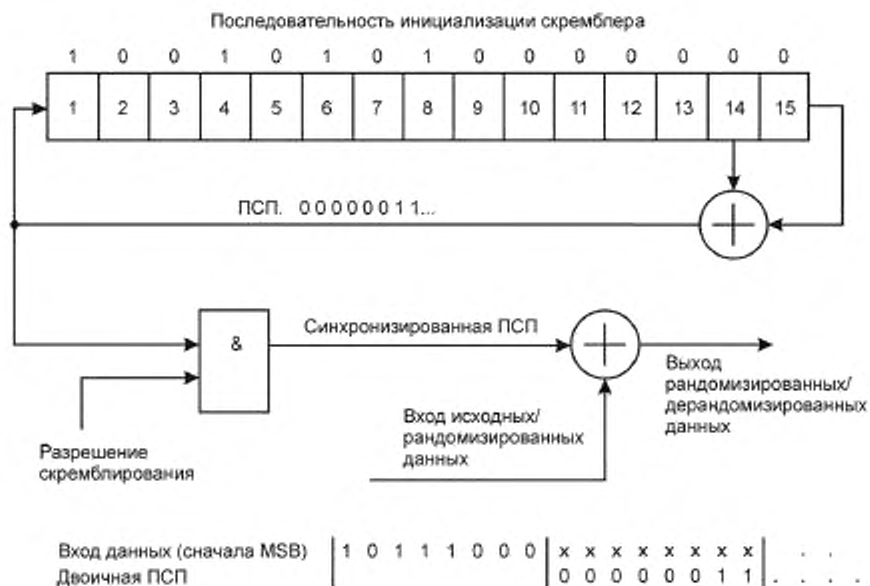 Последовательность инициализации скремблера
1 0 0 1 0 1 0 1 0 0 0 0 0 0 0
1 2 3 4 5 6 7 8 9 10 11 12 13 14 15
ПСП. 0 0 0 0 0 0 1 1...
&
Синхронизированная ПСП
Выход
рандомизированных/
дерандомизированных
данных
Вход исходных/
рандомизированных
данных
Разрешение
скремблирования
Вход данных (сначала MSB) 1 0 1 1 1 0 0 0 x x x x x x x x . .
Двоичная ПСП 0 0 0 0 0 0 1 1 . . . .